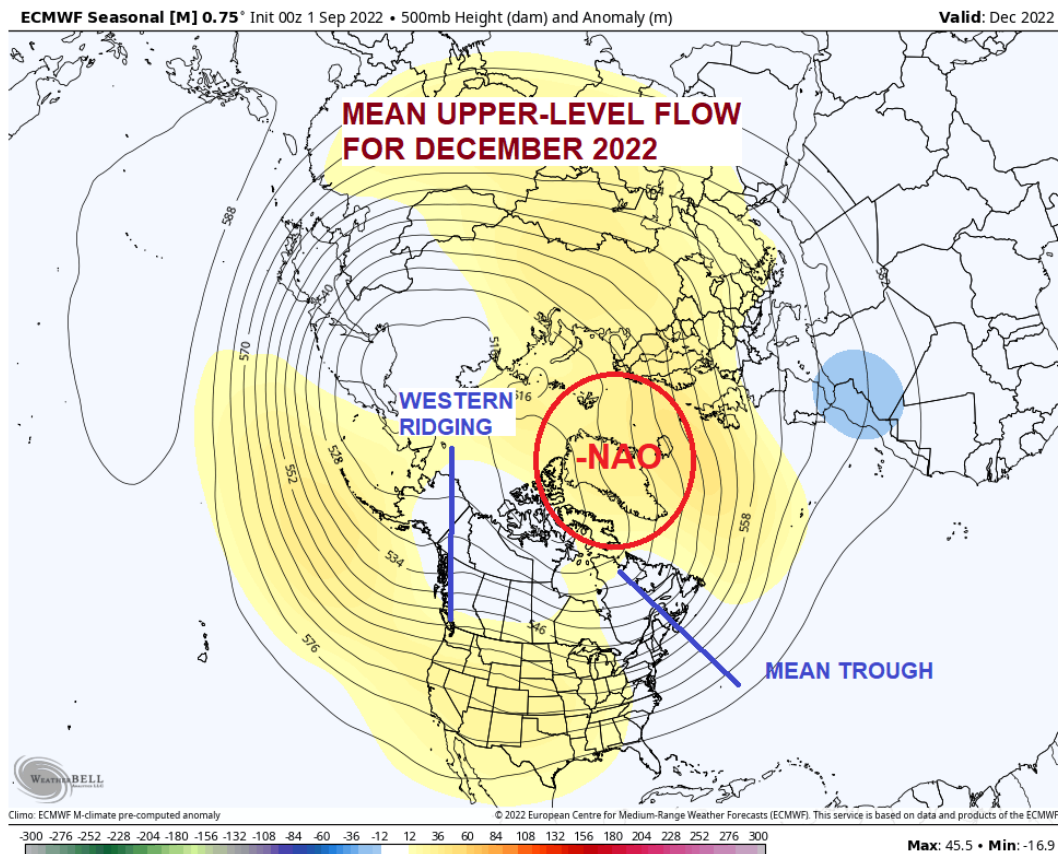 ECMWF Seasonal [M] 0.75° Init 00z 1 Sep 2022 • 500mb Height (dam) and Anomaly (m) Valid: Dec 2022
MEAN UPPER-LEVEL FLOW
FOR DECEMBER 2022
588
540
570
516
516
WESTERN
RIDGING
-NAO
552
528
558
534
546
576
MEAN TROUGH
WEATHERBELL
Climo: ECMWF M-climate pre-computed anomaly © 2022 European Centre for Medium-Range Weather Forecasts (ECMWF). This service is based on data and products of the ECMWF
-300 -276 -252 -228 -204 -180 -156 -132 -108 -84 -60 -36 -12 12 36 60 84 108 132 156 180 204 228 252 276 300 Max: 45.5 • Min: -16.9